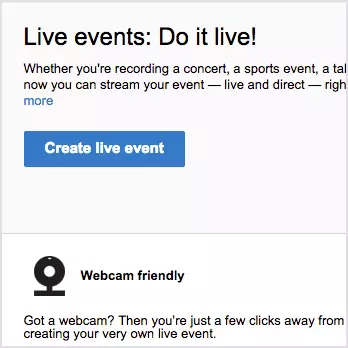 Live events: Do it live!
Whether you're recording a concert, a sports event, a tal
now you can stream your event — live and direct — righ
more
Create live event
Webcam friendly
Got a webcam? Then you're just a few clicks away from
creating your very own live event.